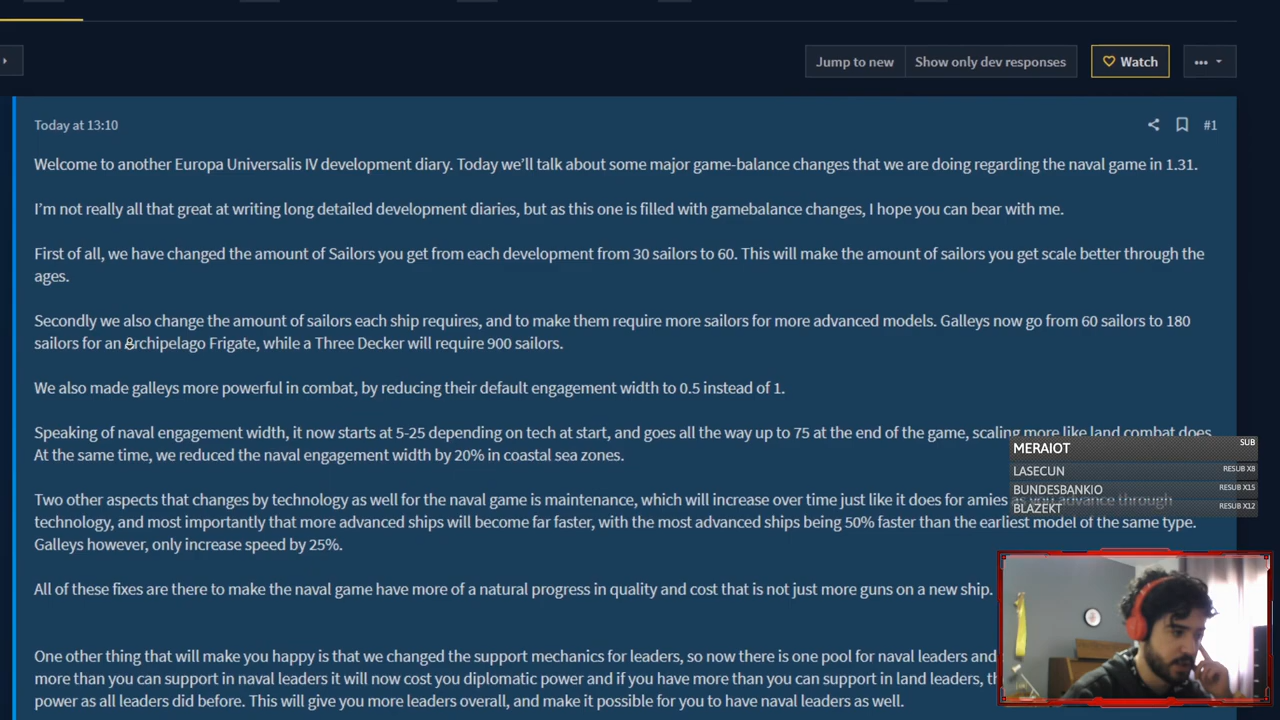 Jump to new
Show only dev responses
Watch
Today at 13:10
#1
Welcome to another Europa Universalis IV development diary. Today we'll talk about some major game-balance changes that we are doing regarding the naval game in 1.31.
I'm not really all that great at writing long detailed development diaries, but as this one is filled with gamebalance changes, I hope you can bear with me.
First of all, we have changed the amount of Sailors you get from each development from 30 sailors to 60. This will make the amount of sailors you get scale better through the
ages.
Secondly we also change the amount of sailors each ship requires, and to make them require more sailors for more advanced models. Galleys now go from 60 sailors to 180
sailors for an Archipelago Frigate, while a Three Decker will require 900 sailors.
We also made galleys more powerful in combat, by reducing their default engagement width to 0.5 instead of 1.
Speaking of naval engagement width, it now starts at 5-25 depending on tech at start, and goes all the way up to 75 at the end of the game, scaling more like land combat does.
At the same time, we reduced the naval engagement width by 20% in coastal sea zones.
Two other aspects that changes by technology as well for the naval game is maintenance, which will increase over time just like it does for amies as you advance through
technology, and most importantly that more advanced ships will become far faster, with the most advanced ships being 50% faster than the earliest model of the same type.
Galleys however, only increase speed by 25%.
All of these fixes are there to make the naval game have more of a natural progress in quality and cost that is not just more guns on a new ship.
One other thing that will make you happy is that we changed the support mechanics for leaders, so now there is one pool for naval leaders and
more than you can support in naval leaders it will now cost you diplomatic power and if you have more than you can support in land leaders,
power as all leaders did before. This will give you more leaders overall, and make it possible for you to have naval leaders as well.
MERAIOT SUB
LASECUN RESUB X8
BUNDESBANKIO RESUB X15
BLAZEKT RESUB X12